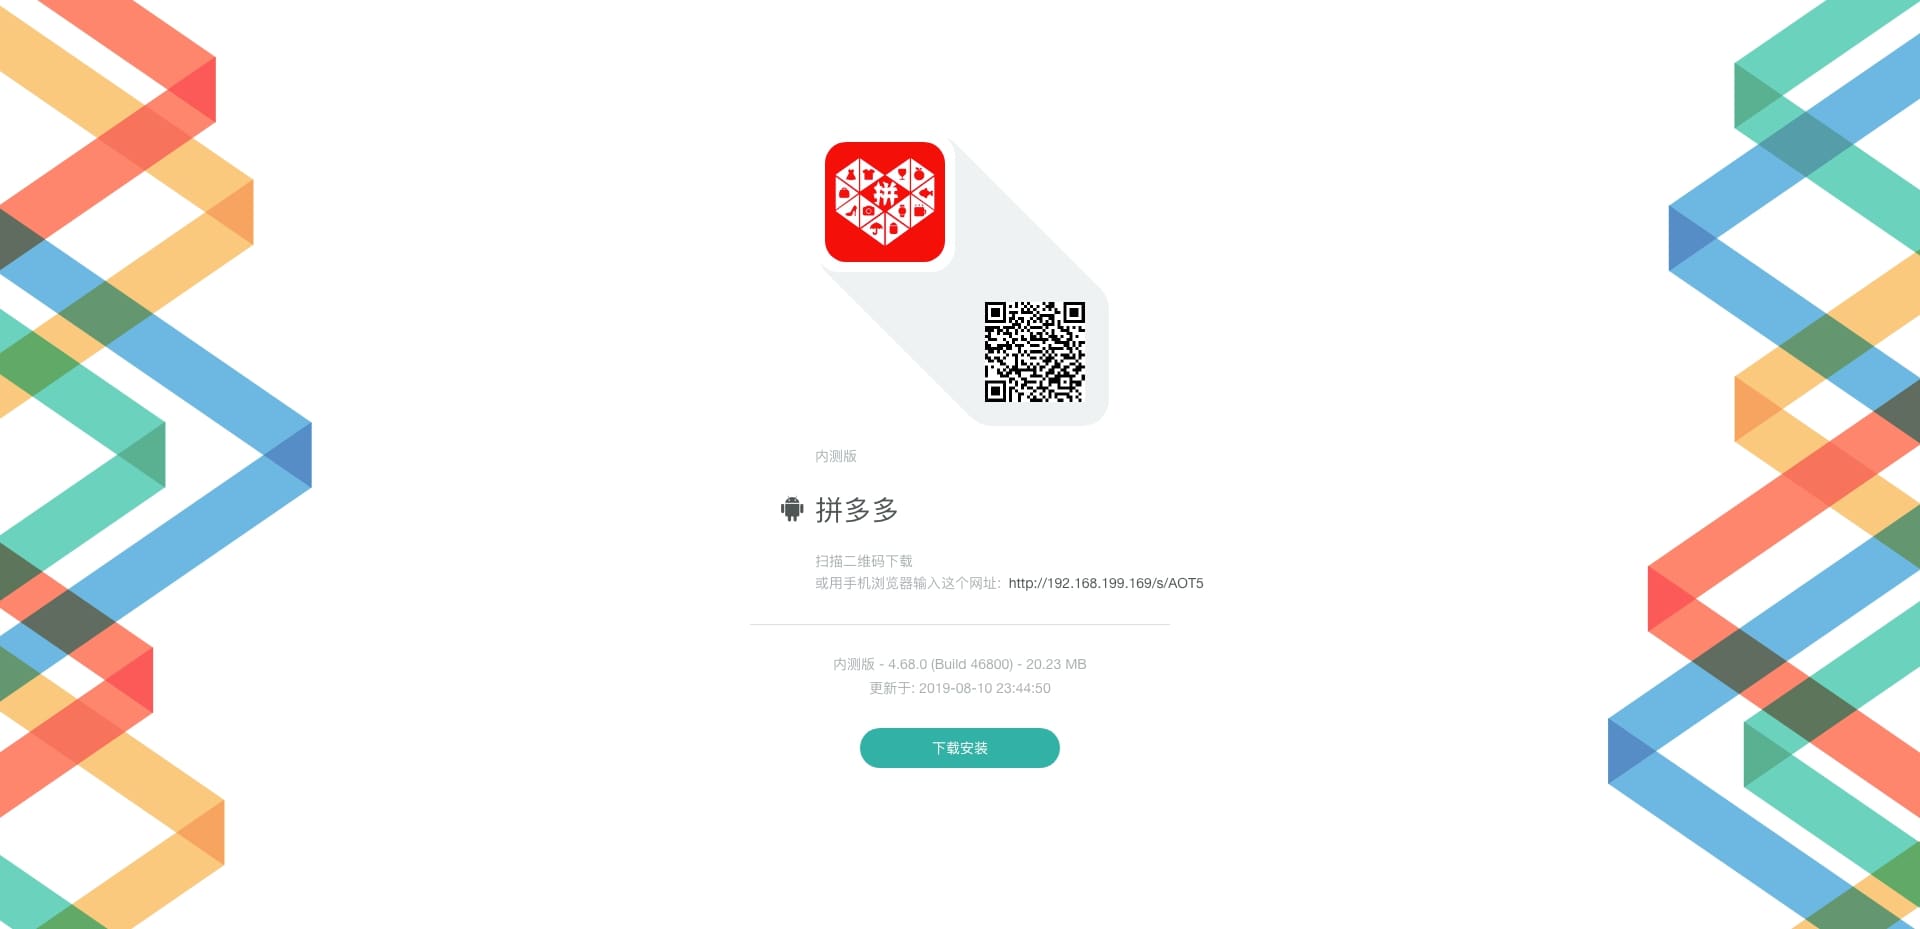 拼
内测版
拼多多
扫描二维码下载
或用手机浏览器输入这个网址: http://192.168.199.169/s/AOT5
内测版 - 4.68.0 (Build 46800) - 20.23 MB
更新于: 2019-08-10 23:44:50
下载安装